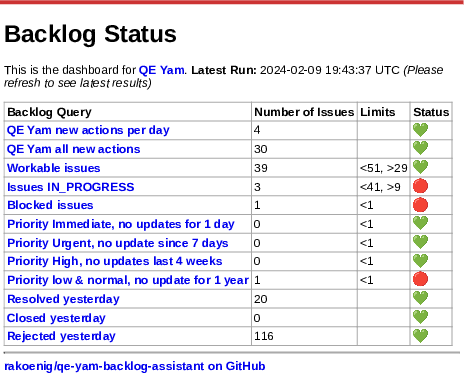 Backlog Status
This is the dashboard for QE Yam. Latest Run: 2024-02-09 19:43:37 UTC (Please
refresh to see latest results)
Backlog Query Number of Issues Limits Status
QE Yam new actions per day 4
QE Yam all new actions 30
Workable issues 39 <51, >29
Issues IN_PROGRESS 3 <41, >9
Blocked issues 1 <1
Priority Immediate, no updates for 1 day 0 <1
Priority Urgent, no update since 7 days 0 <1
Priority High, no updates last 4 weeks 0 <1
Priority low & normal, no update for 1 year 1 <1
Resolved yesterday 20
Closed yesterday 0
Rejected yesterday 116
rakoenig/qe-yam-backlog-assistant on GitHub